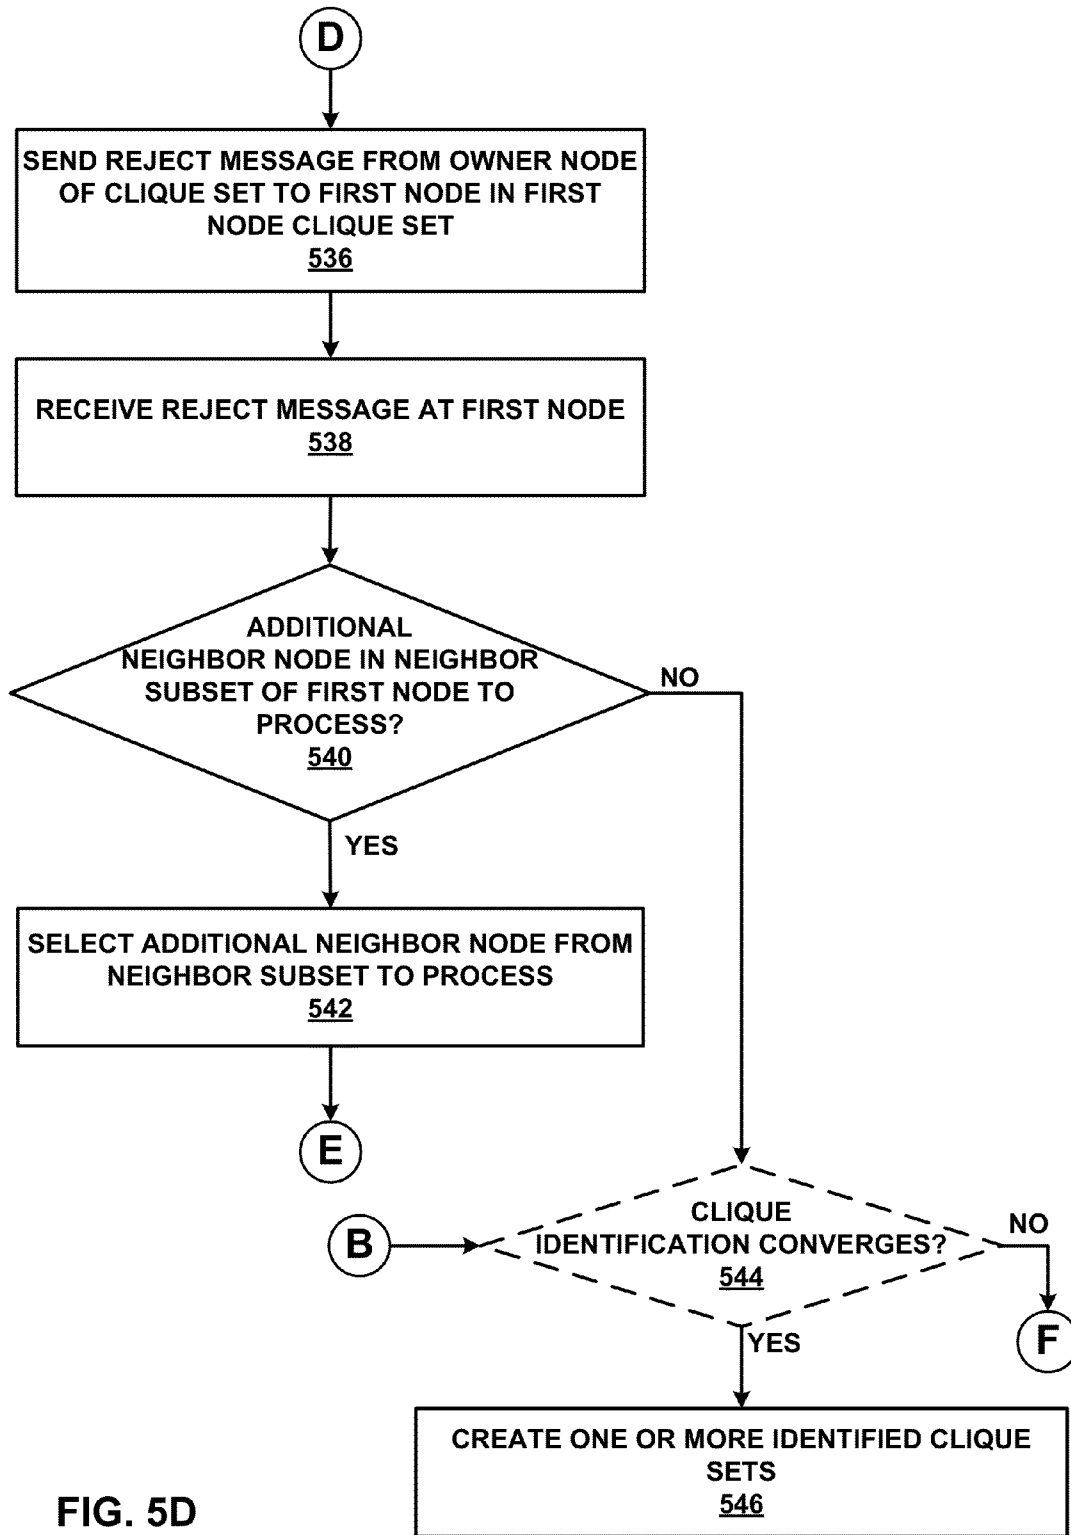 D
SEND REJECT MESSAGE FROM OWNER NODE
OF CLIQUE SET TO FIRST NODE IN FIRST
NODE CLIQUE SET
536
RECEIVE REJECT MESSAGE AT FIRST NODE
538
ADDITIONAL
NEIGHBOR NODE IN NEIGHBOR
SUBSET OF FIRST NODE TO
PROCESS?
540
NO
YES
SELECT ADDITIONAL NEIGHBOR NODE FROM
NEIGHBOR SUBSET TO PROCESS
542
E
B
CLIQUE
IDENTIFICATION CONVERGES?
544
NO
F
YES
CREATE ONE OR MORE IDENTIFIED CLIQUE
SETS
546
FIG. 5D